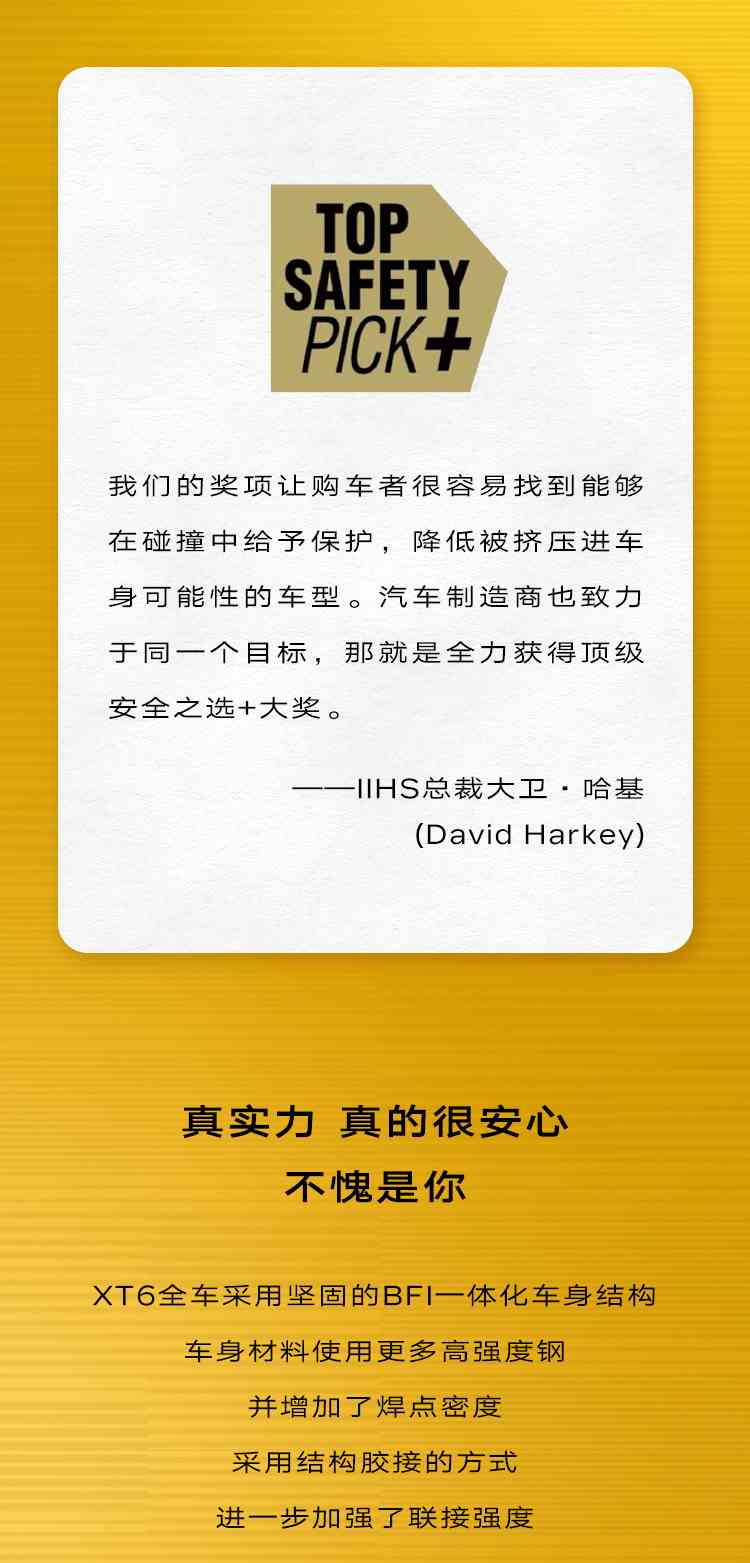 TOP
SAFETY
PICK+
我们的奖项让购车者很容易找到能够
在碰撞中给予保护，降低被挤压进车
身可能性的车型。汽车制造商也致力
于同一个目标，那就是全力获得顶级
安全之选+大奖。
——IIHS总裁大卫·哈基
(David Harkey)
真实力 真的很安心
不愧是你
XT6全车采用坚固的BFI一体化车身结构
车身材料使用更多高强度钢
并增加了焊点密度
采用结构胶接的方式
进一步加强了联接强度